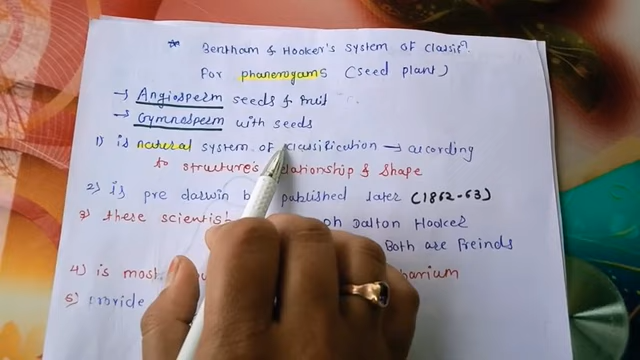 * Bentham & Hooker's system of classifⁿ
For phanerogams (seed plant)
→ Angiosperm seeds & fruit
→ Gymnosperm with seeds
1) is natural system of classification → according
to structure's relationship & shape
2) is pre darwin published later (1862-63)
3) these Dalton Hooker
Both are Freinds
4) is most
5) provide